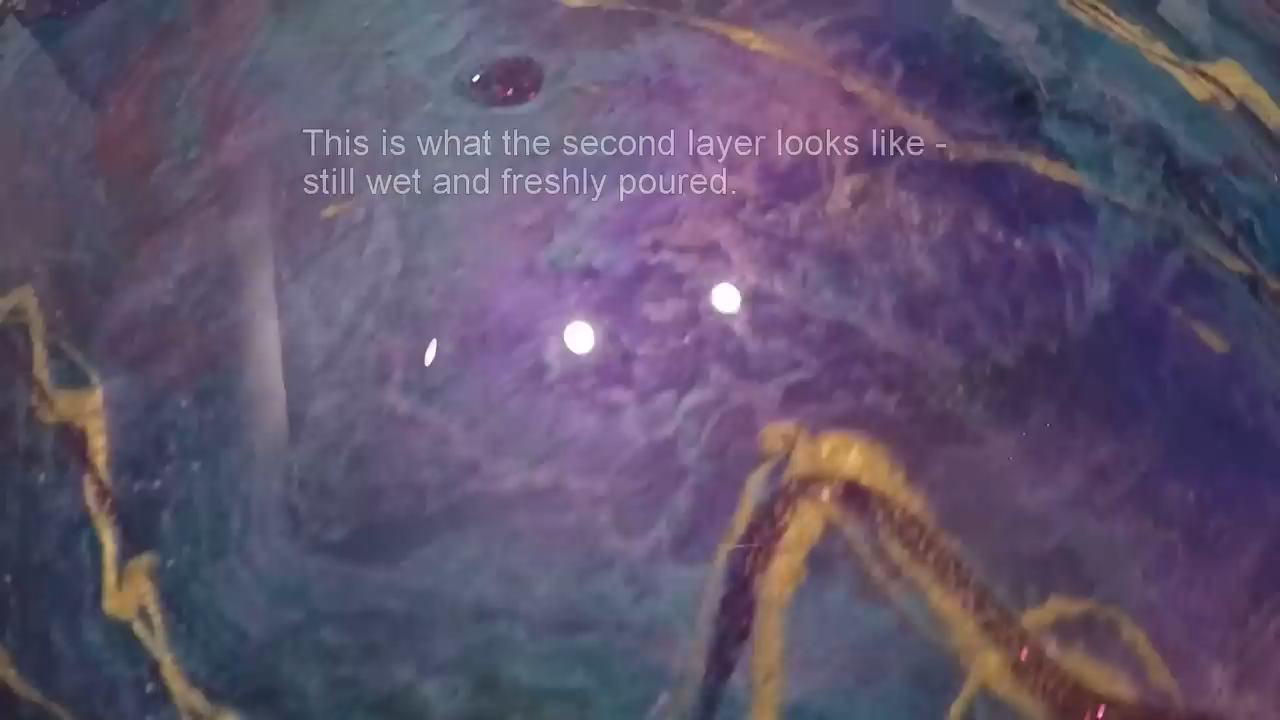 This is what the second layer looks like -
still wet and freshly poured.